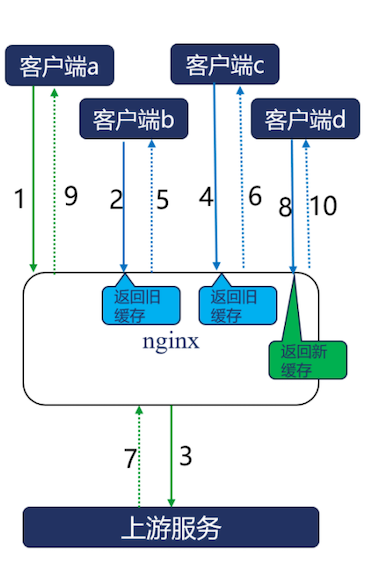 客户端a
客户端c
客户端b
客户端d
1
9
2
5
4
6
8
10
返回旧
缓存
返回旧
缓存
nginx
返回新
缓存
7
3
上游服务